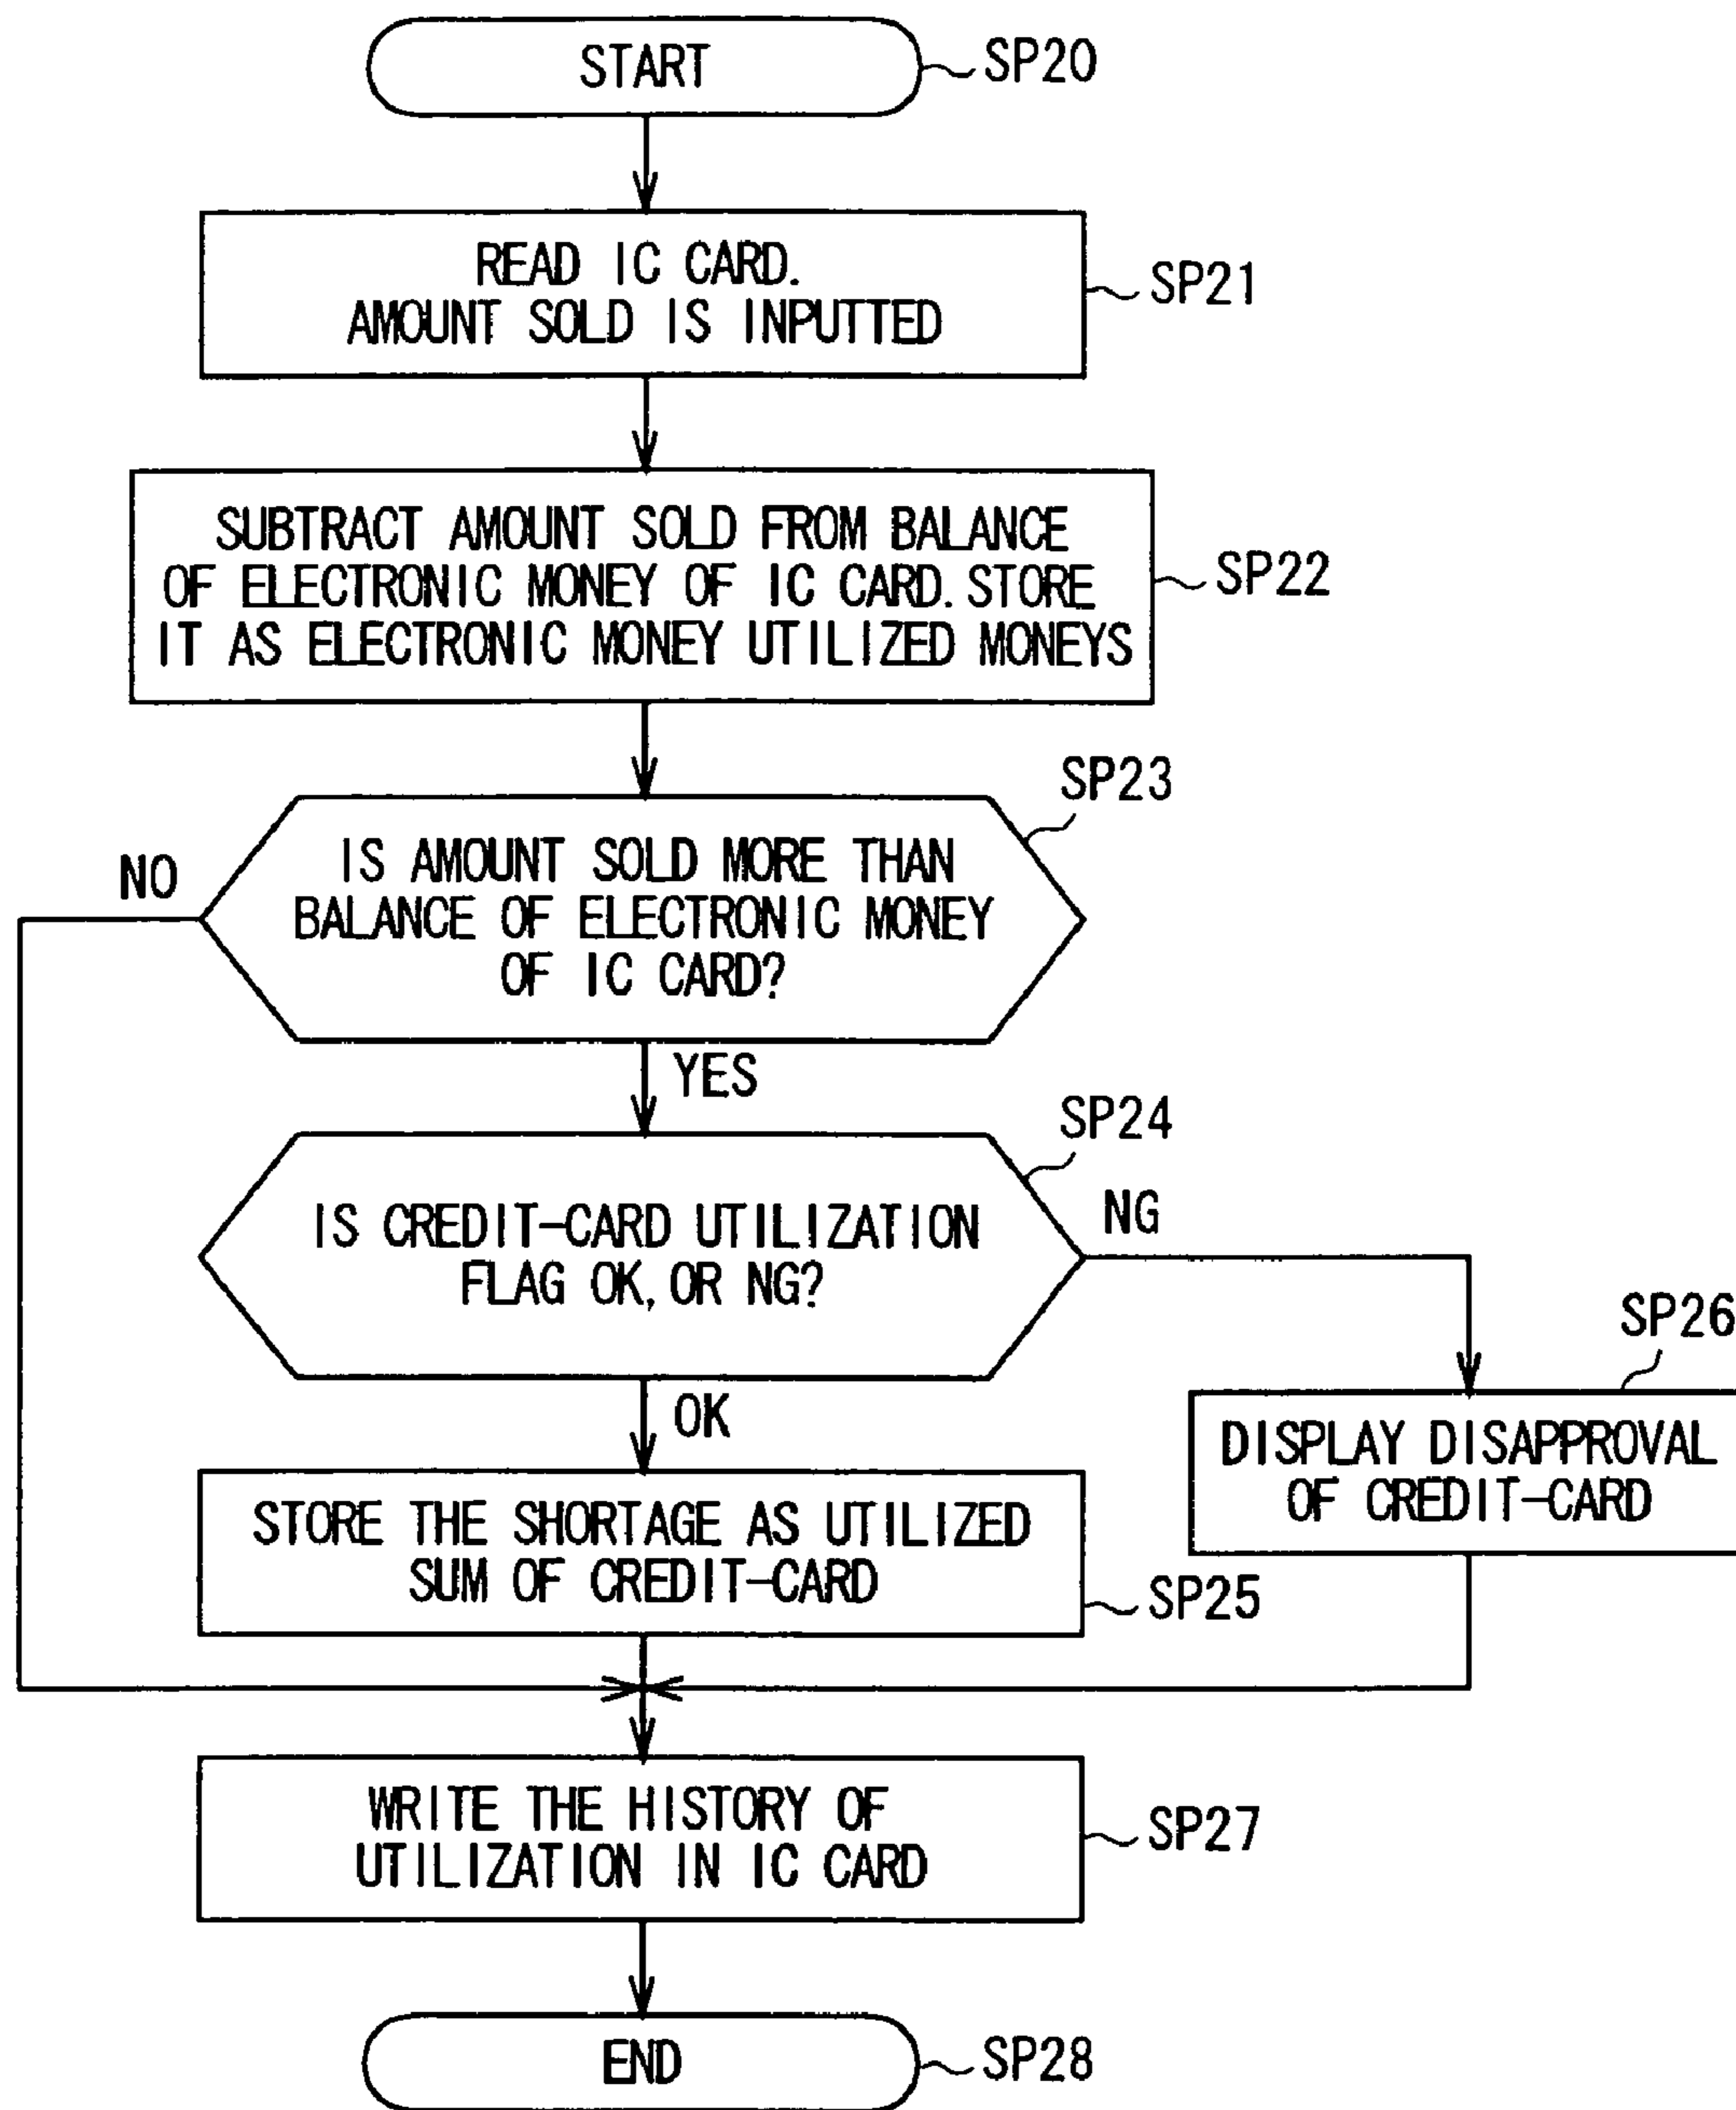 START
SP20
READ IC CARD.
AMOUNT SOLD IS INPUTTED
SP21
SUBTRACT AMOUNT SOLD FROM BALANCE
OF ELECTRONIC MONEY OF IC CARD. STORE
IT AS ELECTRONIC MONEY UTILIZED MONEYS
SP22
SP23
IS AMOUNT SOLD MORE THAN
BALANCE OF ELECTRONIC MONEY
OF IC CARD?
NO
YES
SP24
IS CREDIT-CARD UTILIZATION
FLAG OK, OR NG?
NG
OK
SP26
DISPLAY DISAPPROVAL
OF CREDIT-CARD
STORE THE SHORTAGE AS UTILIZED
SUM OF CREDIT-CARD
SP25
WRITE THE HISTORY OF
UTILIZATION IN IC CARD
SP27
END
SP28